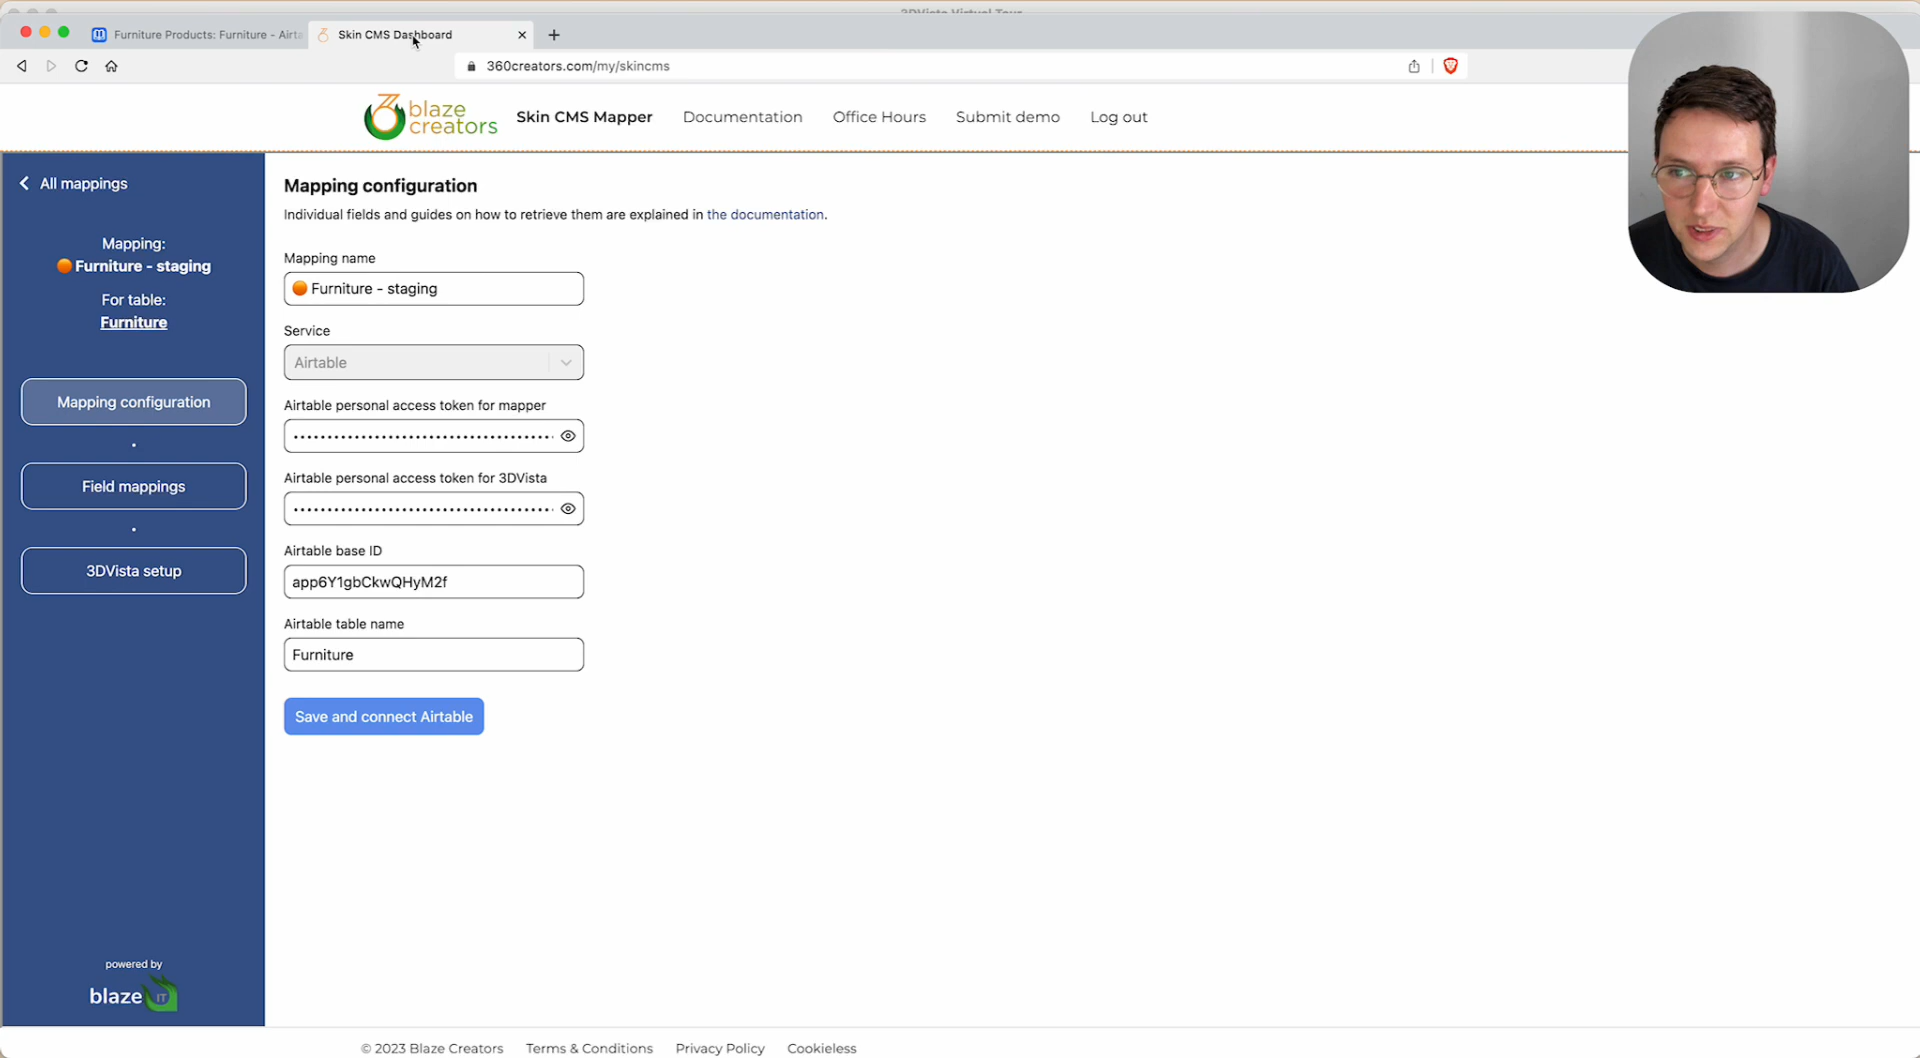 3DVista Virtual Tour
Furniture Products: Furniture - Airta
Skin CMS Dashboard
360creators.com/my/skincms
blaze creators
Skin CMS Mapper
Documentation
Office Hours
Submit demo
Log out
All mappings
Mapping:
Furniture - staging
For table:
Furniture
Mapping configuration
Field mappings
3DVista setup
powered by
blaze IT
Mapping configuration
Individual fields and guides on how to retrieve them are explained in the documentation.
Mapping name
Furniture - staging
Service
Airtable
Airtable personal access token for mapper
Airtable personal access token for 3DVista
Airtable base ID
app6Y1gbCkwQHyM2f
Airtable table name
Furniture
Save and connect Airtable
© 2023 Blaze Creators
Terms & Conditions
Privacy Policy
Cookieless